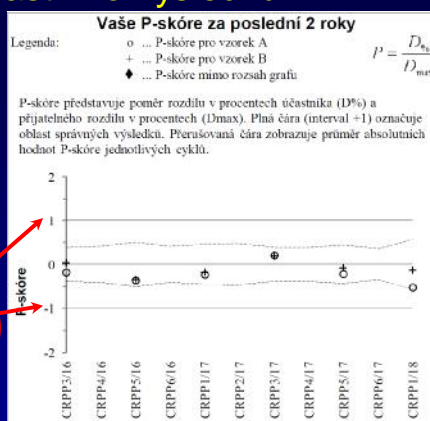 Vaše P-skóre za poslední 2 roky
Legenda:
o ... P-skóre pro vzorek A
+ ... P-skóre pro vzorek B
♦ ... P-skóre mimo rozsah grafu
P = D% / Dmax
P-skóre představuje poměr rozdílu v procentech účastníka (D%) a
přijatelného rozdílu v procentech (Dmax). Plná čára (interval ±1) označuje
oblast správných výsledků. Přerušovaná čára zobrazuje průměr absolutních
hodnot P-skóre jednotlivých cyklů.
2
1
0
-1
-2
P-skóre
CRPP3/16
CRPP4/16
CRPP5/16
CRPP6/16
CRPP1/17
CRPP2/17
CRPP3/17
CRPP4/17
CRPP5/17
CRPP6/17
CRPP1/18